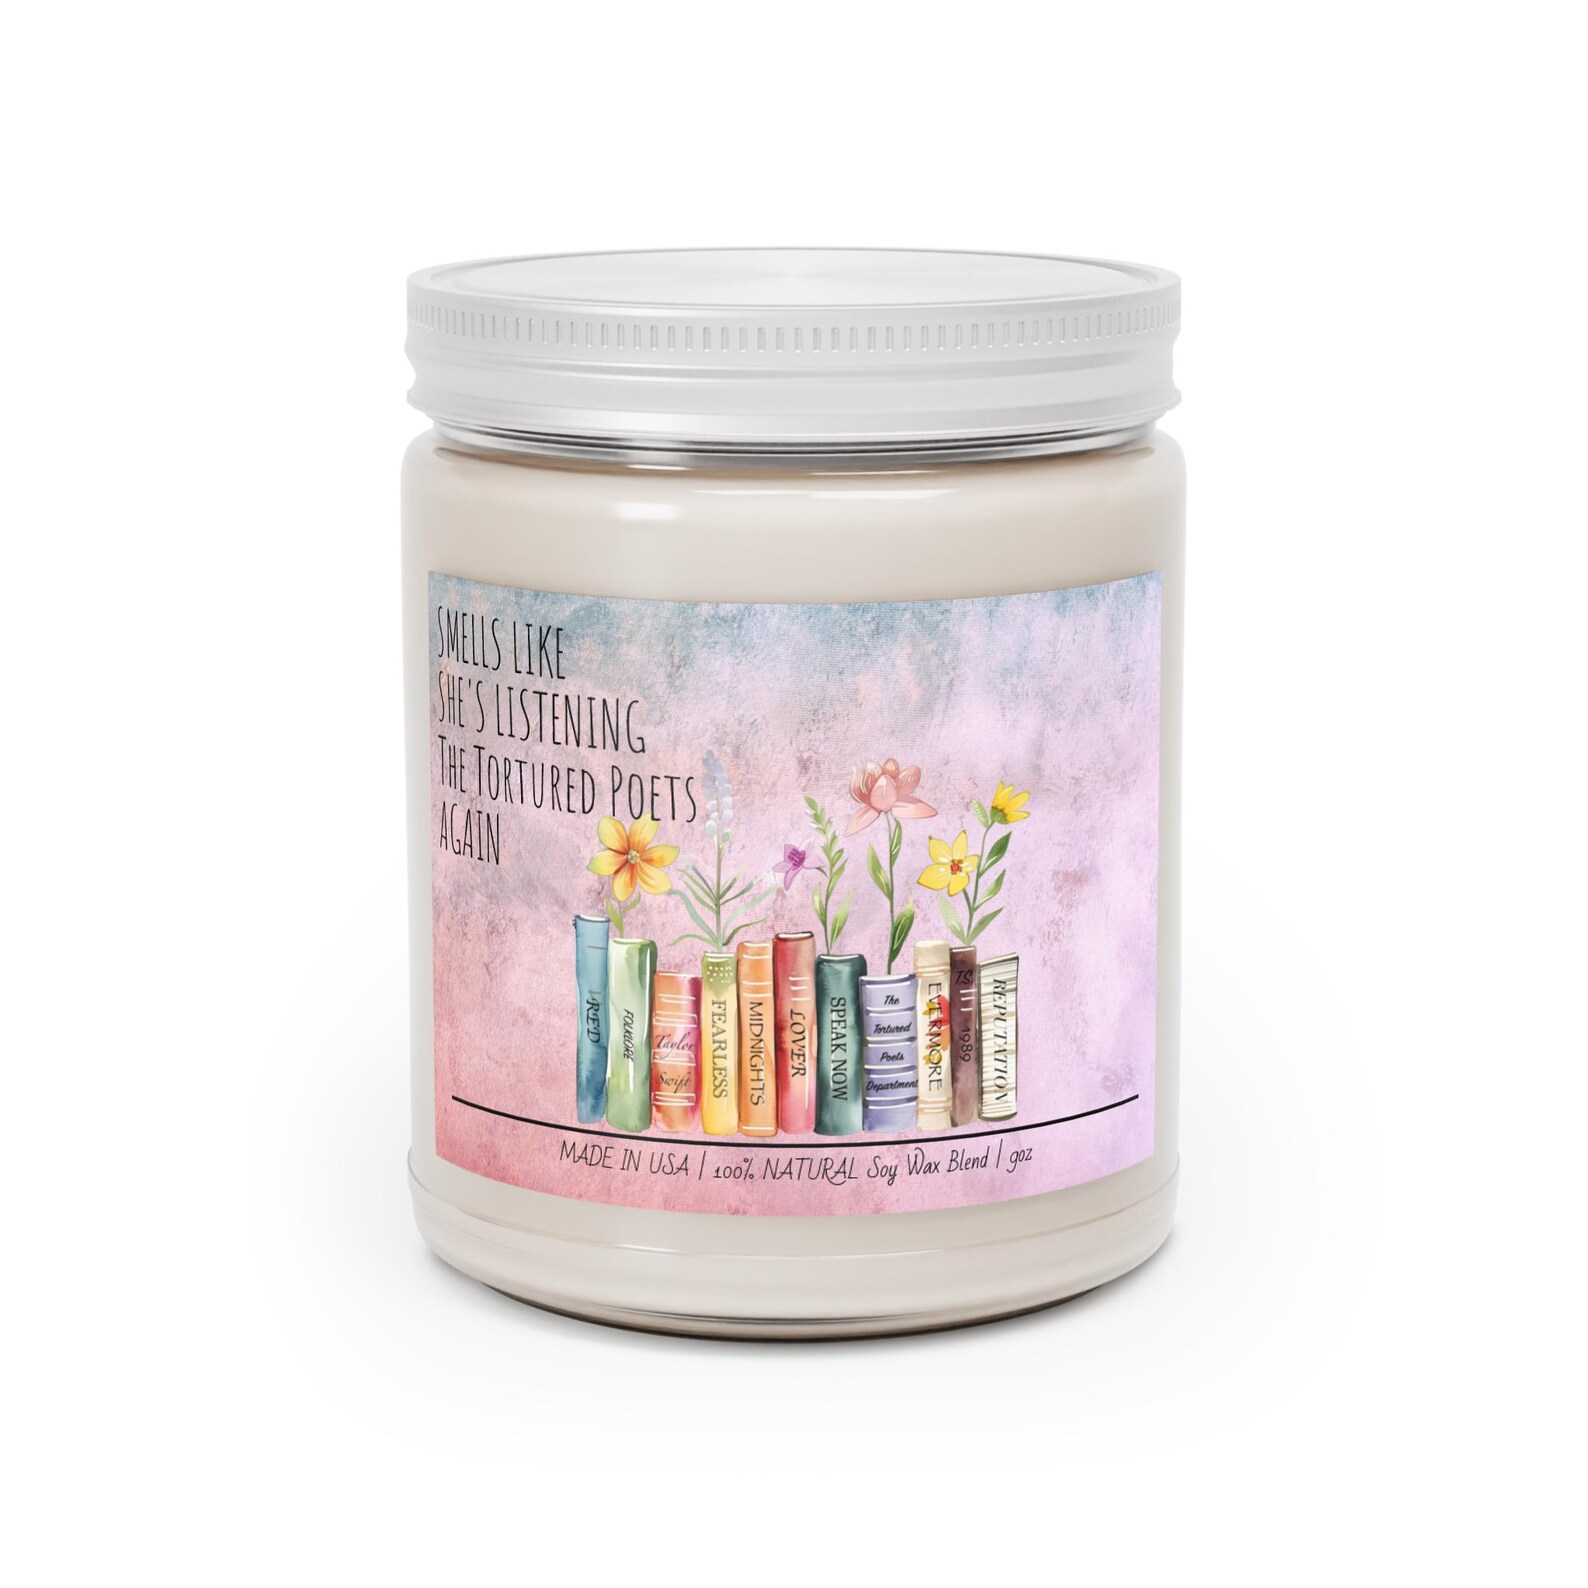 SMELLS LIKE
SHE'S LISTENING
THE TORTURED POETS
AGAIN
RED
FOLKLORE
Taylor
Swift
FEARLESS
MIDNIGHTS
LOVER
SPEAK NOW
The
Tortured
Poets
Department
EVERMORE
T.S.
1989
REPUTATION
MADE IN USA | 100% NATURAL Soy Wax Blend | 9oz